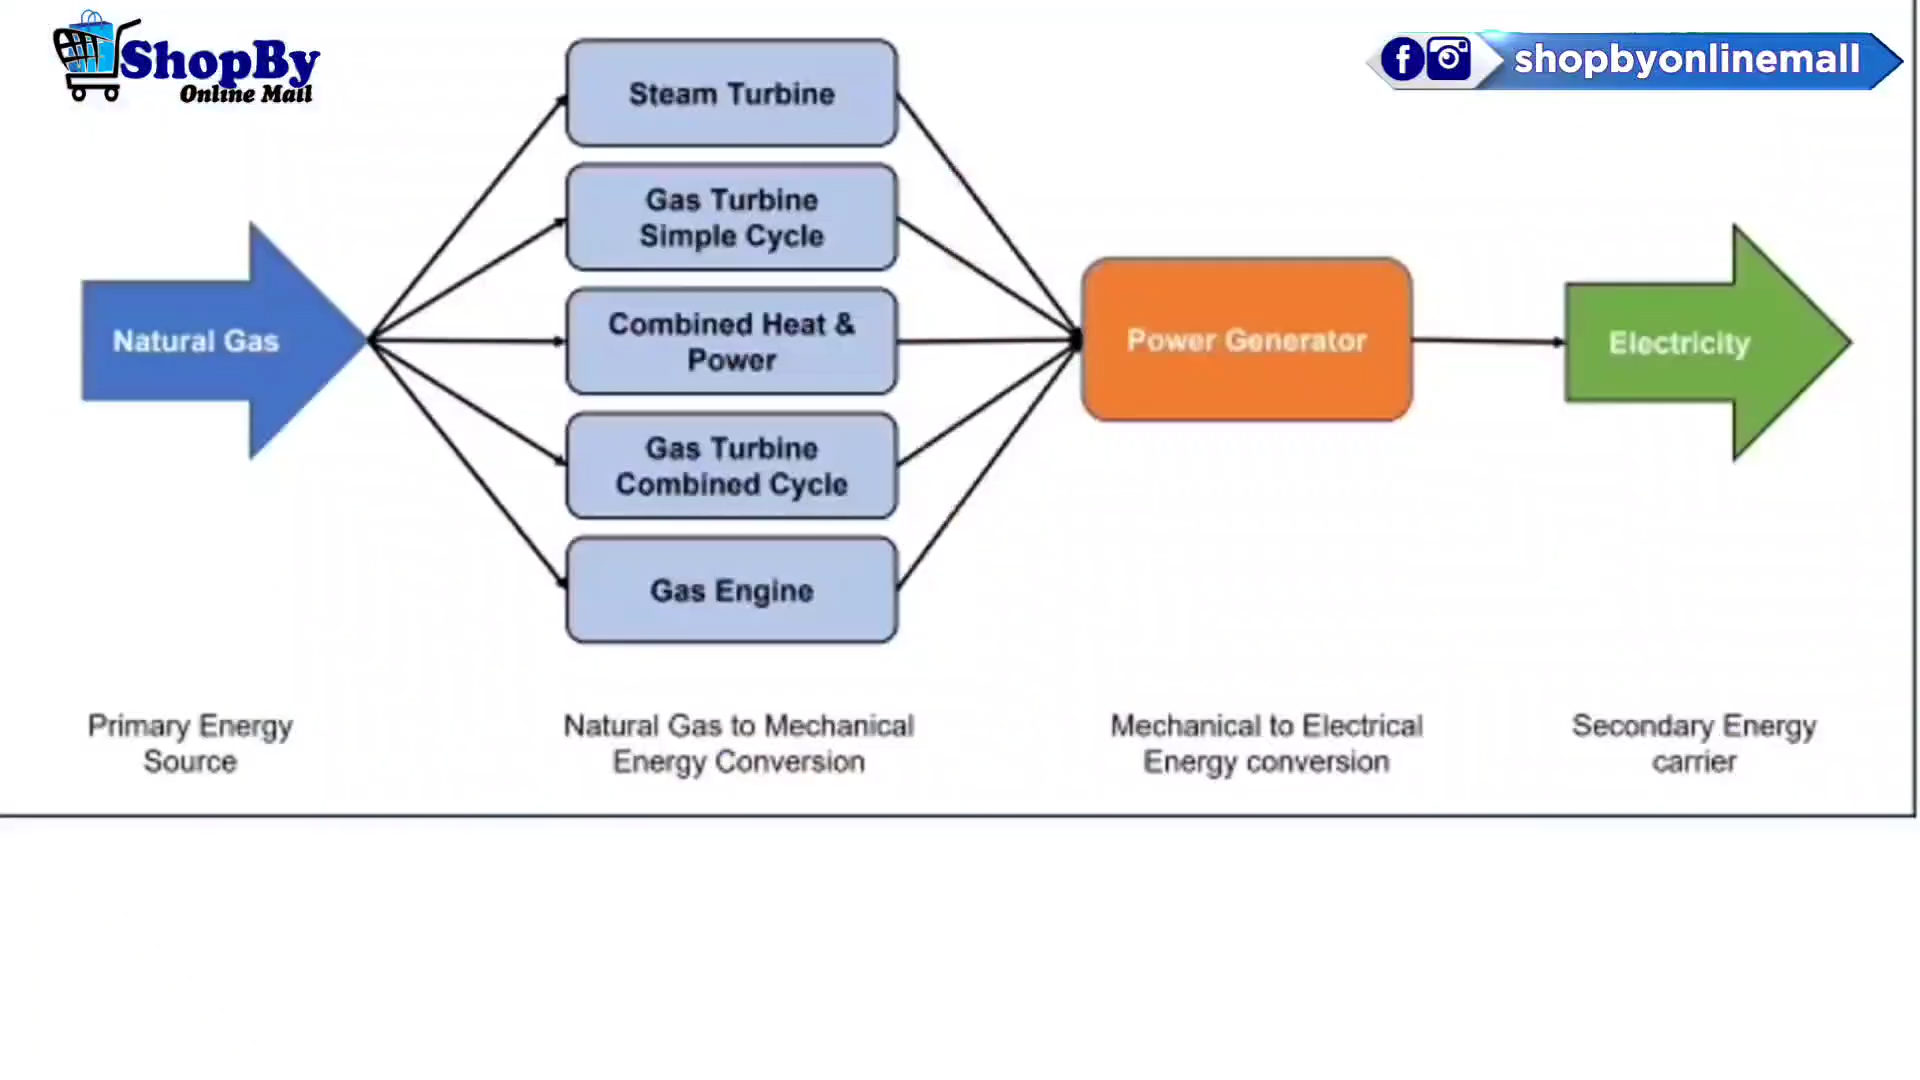 ShopBy
Online Mall
shopbyonlinemall
Steam Turbine
Gas Turbine
Simple Cycle
Combined Heat &
Power
Gas Turbine
Combined Cycle
Gas Engine
Natural Gas
Power Generator
Electricity
Primary Energy
Source
Natural Gas to Mechanical
Energy Conversion
Mechanical to Electrical
Energy conversion
Secondary Energy
carrier